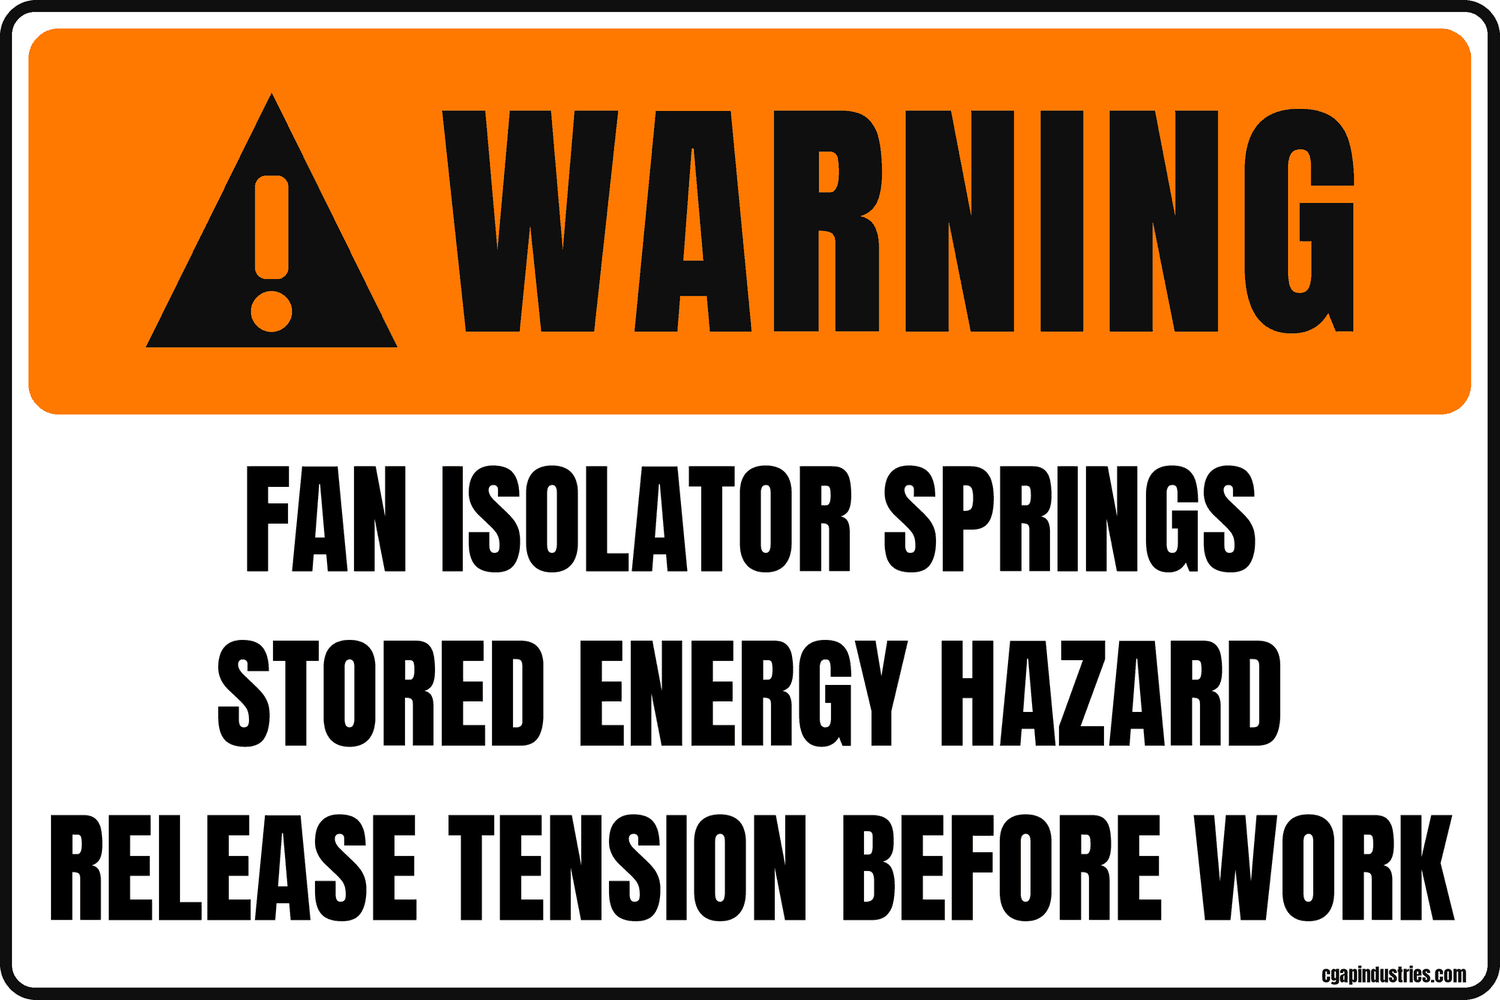 WARNING
FAN ISOLATOR SPRINGS
STORED ENERGY HAZARD
RELEASE TENSION BEFORE WORK
cgapindustries.com